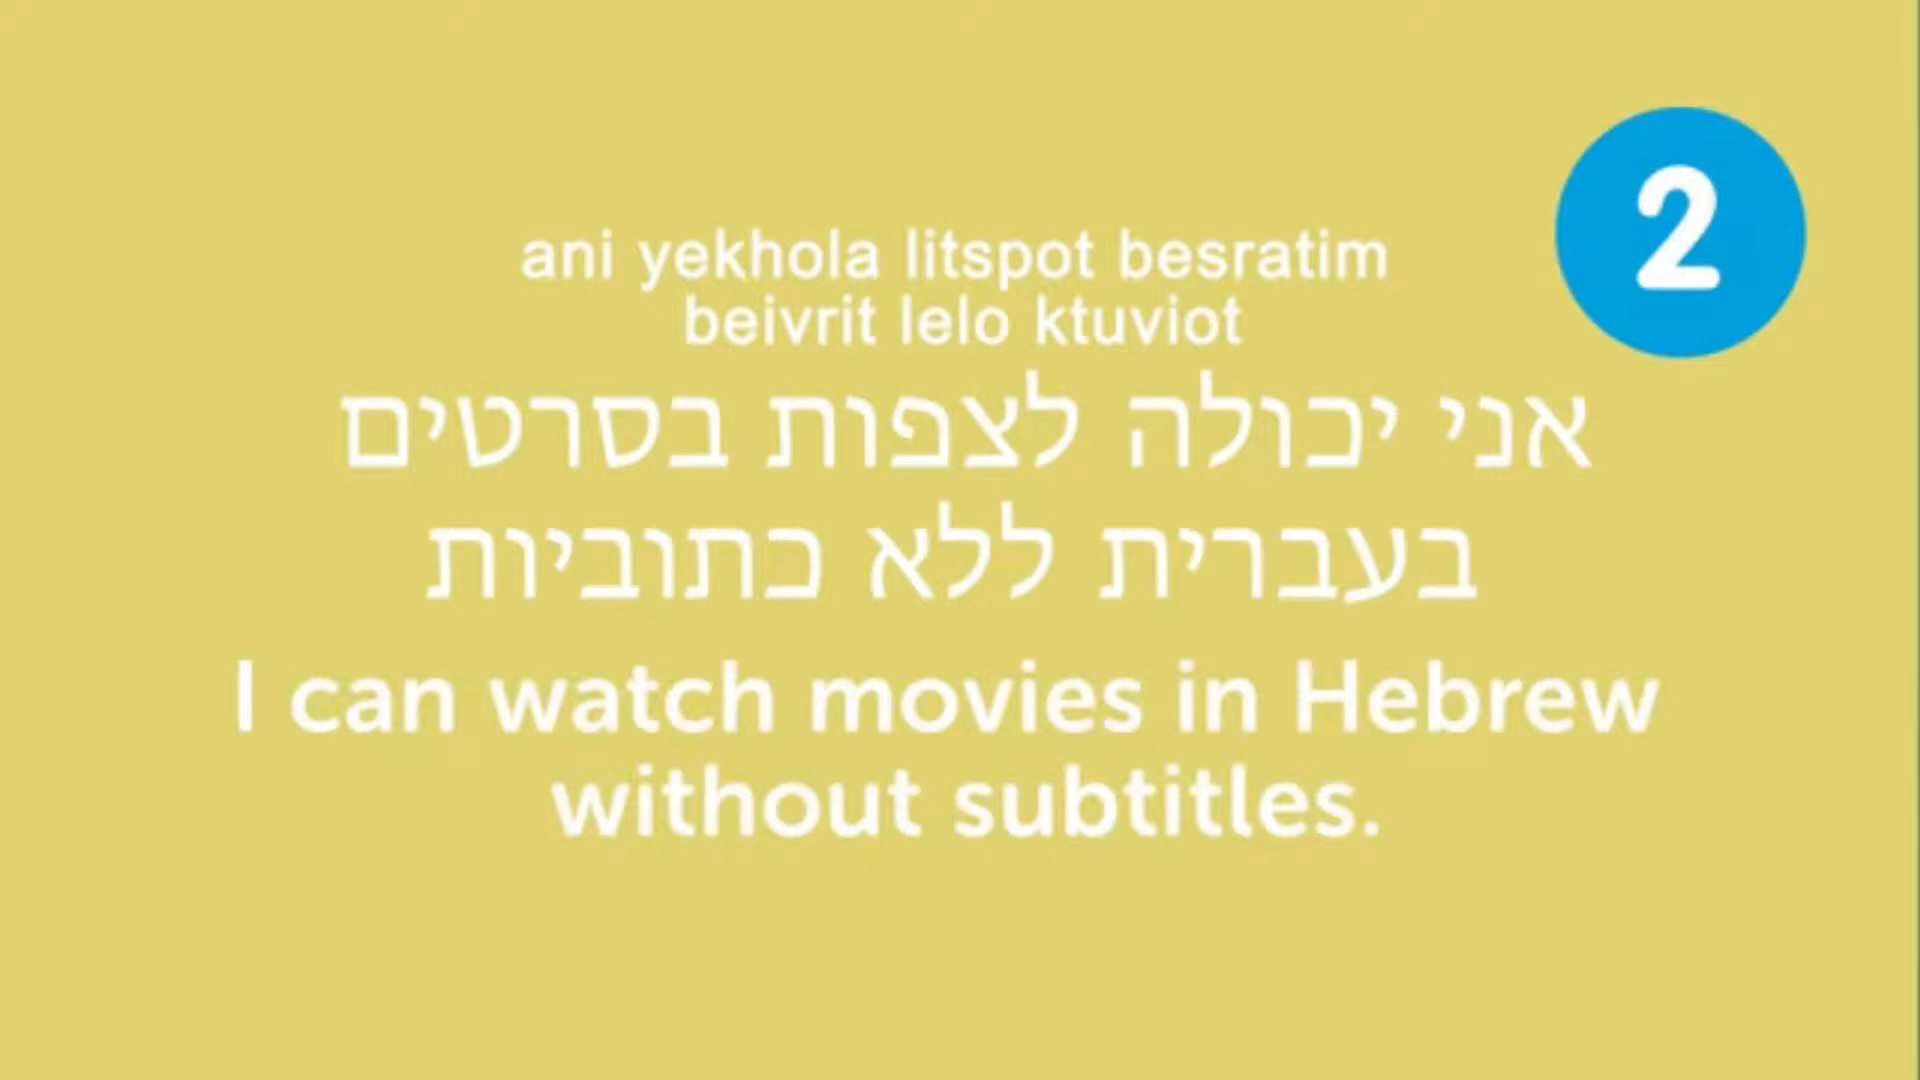 2
ani yekhola litspot besratim
beivrit lelo ktuviot
אני יכולה לצפות בסרטים
בעברית ללא כתוביות
I can watch movies in Hebrew
without subtitles.